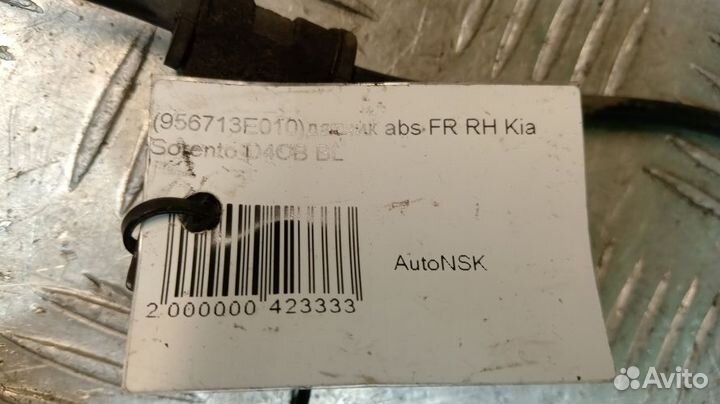 (956713E010)датчик abs FR RH Kia
Sorento D4CB BL
AutoNSK
2 000000 423333
Avito